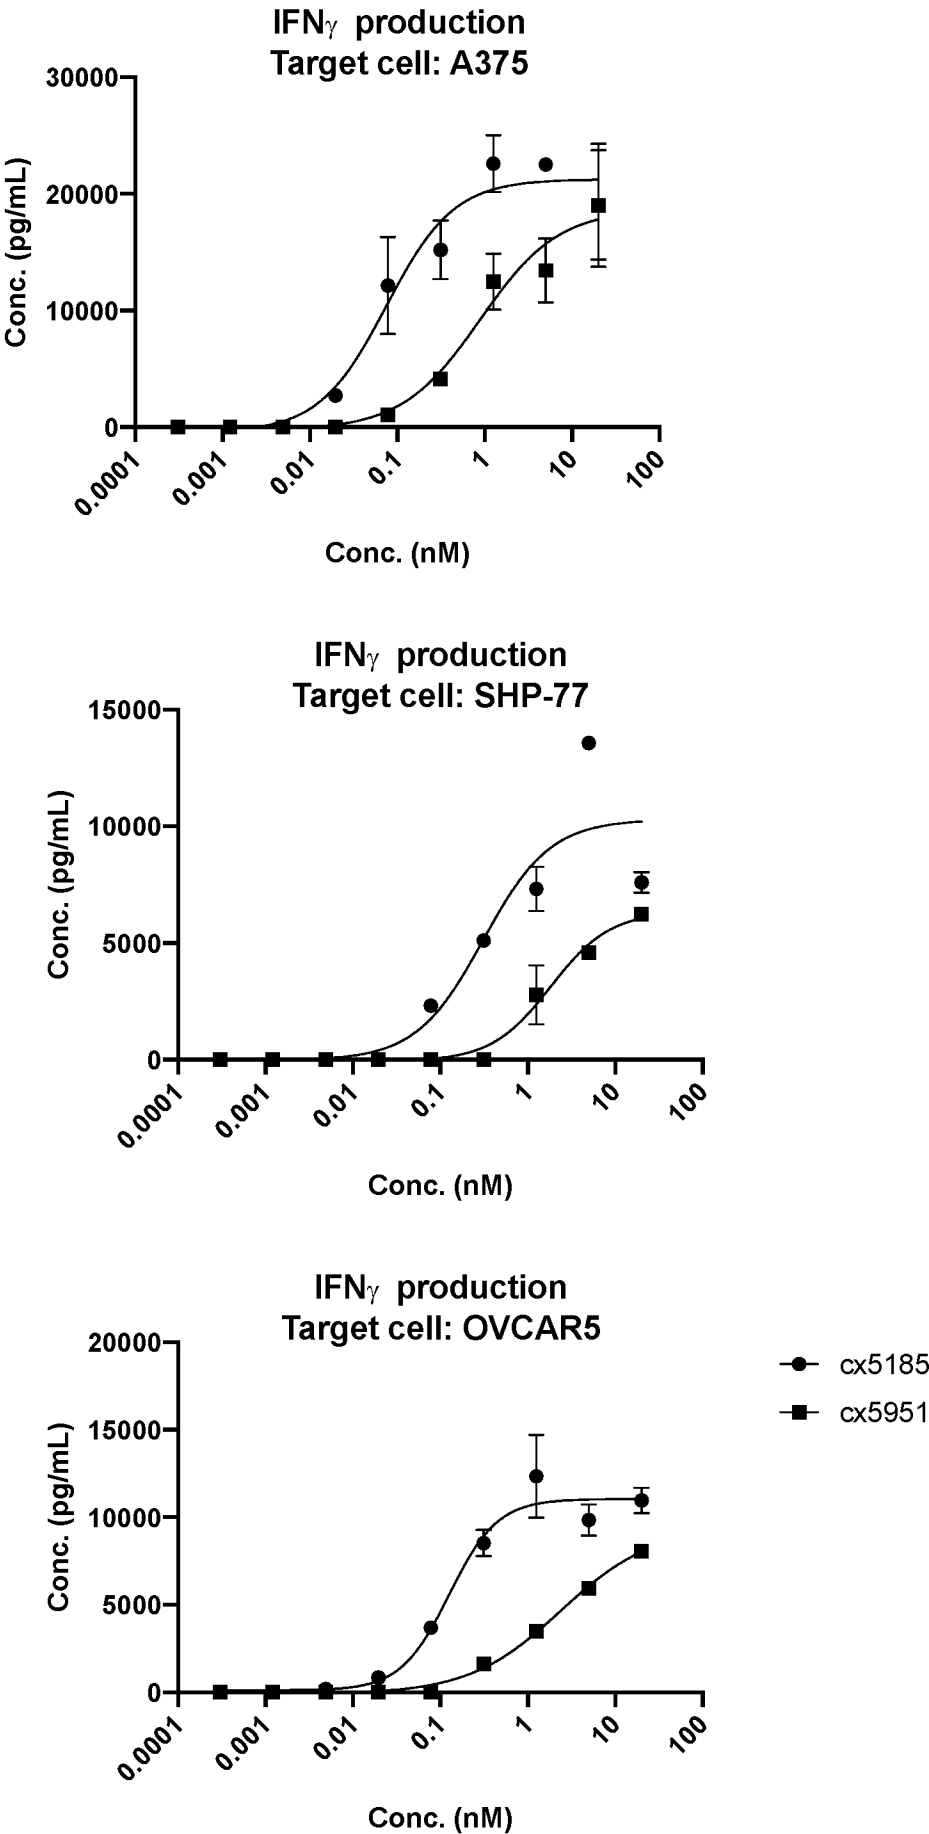 IFNγ production
Target cell: A375
30000
20000
10000
0
Conc. (pg/mL)
0.0001
0.001
0.01
0.1
1
10
100
Conc. (nM)
IFNγ production
Target cell: SHP-77
15000
10000
5000
0
Conc. (pg/mL)
0.0001
0.001
0.01
0.1
1
10
100
Conc. (nM)
IFNγ production
Target cell: OVCAR5
20000
15000
10000
5000
0
Conc. (pg/mL)
0.0001
0.001
0.01
0.1
1
10
100
Conc. (nM)
cx5185
cx5951